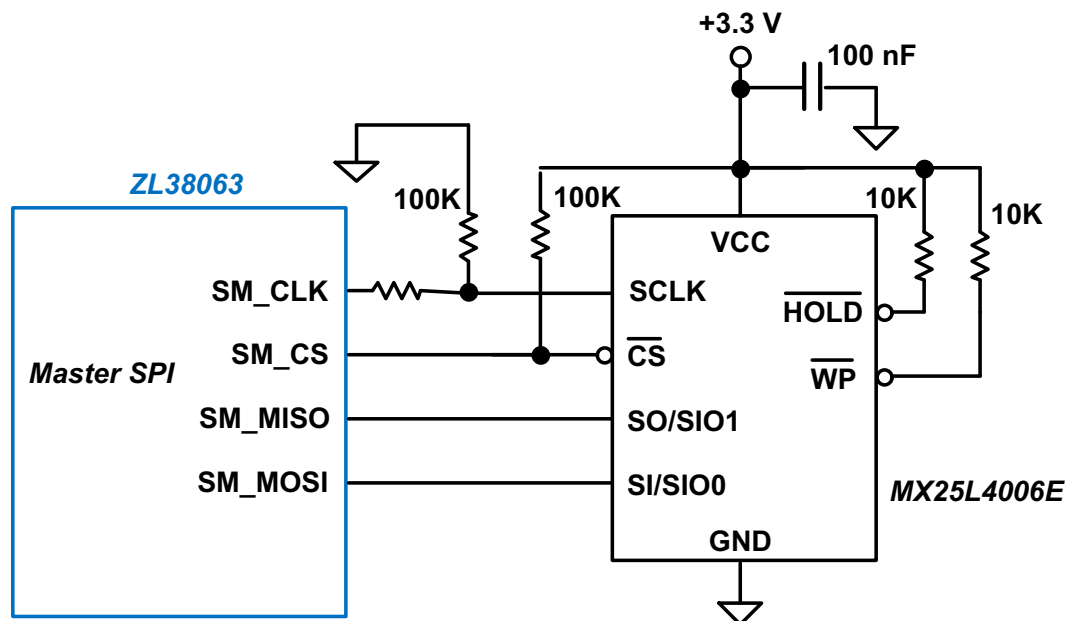 +3.3 V
100 nF
ZL38063
100K
100K
10K
10K
VCC
SM_CLK
SCLK
HOLD
SM_CS
CS
Master SPI
WP
SM_MISO
SO/SIO1
SM_MOSI
SI/SIO0
MX25L4006E
GND